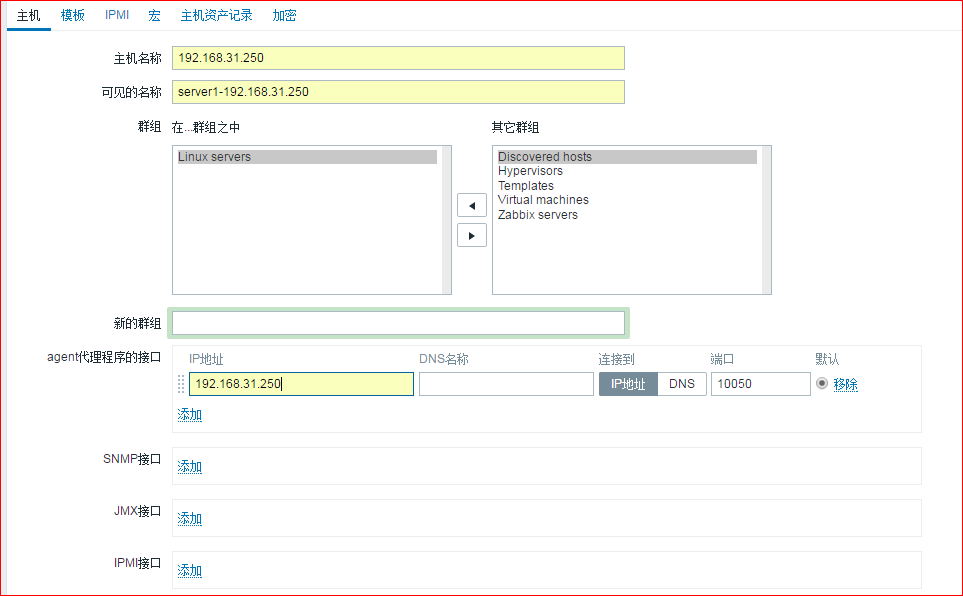 主机 模板 IPMI 宏 主机资产记录 加密
主机名称 192.168.31.250
可见的名称 server1-192.168.31.250
群组 在...群组之中 其它群组
Linux servers Discovered hosts
Hypervisors
Templates
Virtual machines
Zabbix servers
新的群组
agent代理程序的接口 IP地址 DNS名称 连接到 端口 默认
192.168.31.250 IP地址 DNS 10050 移除
添加
SNMP接口 添加
JMX接口 添加
IPMI接口 添加